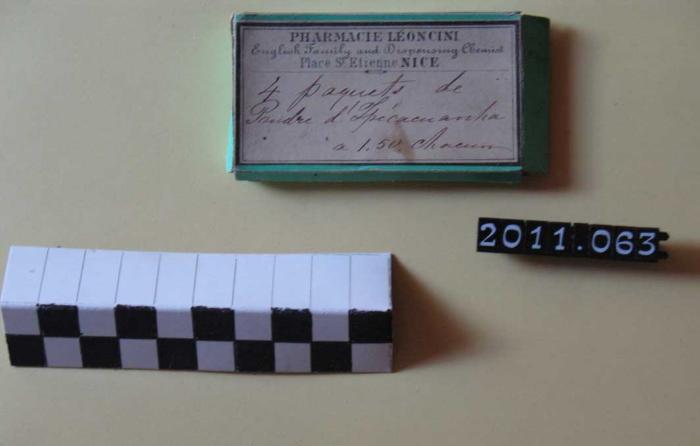 PHARMACIE LÉONCINI
English Family and Dispensing Chemist
Place St Etienne NICE
4 paquets de
Poudre d'Ipécacuanha
a 1.50. Chacun
2011.063